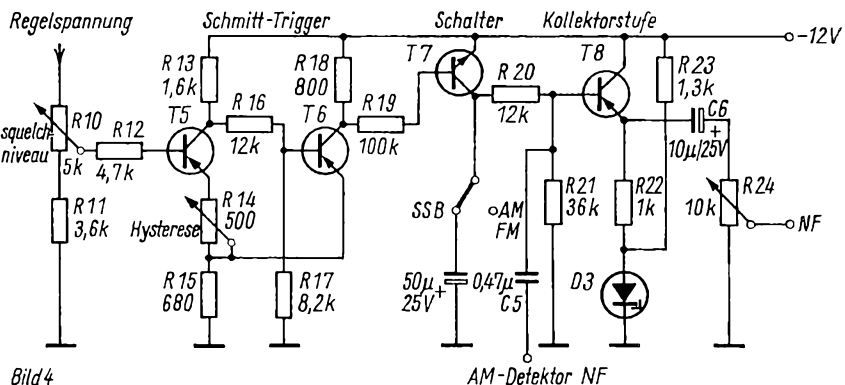 Regelspannung
Schmitt-Trigger
Schalter
Kollektorstufe
-12V
R13
1,6k
R18
800
T7
T8
R23
1,3k
R10
squelch-
niveau
5k
R12
4,7k
T5
R16
12k
T6
R19
100k
R20
12k
C6
+
10μ/25V
R11
3,6k
R14
500
Hysterese
SSB
AM
FM
R21
36k
R22
1k
R24
10k
NF
R15
680
R17
8,2k
50μ
25V
+
0,47μ
C5
D3
Bild4
AM-Detektor NF